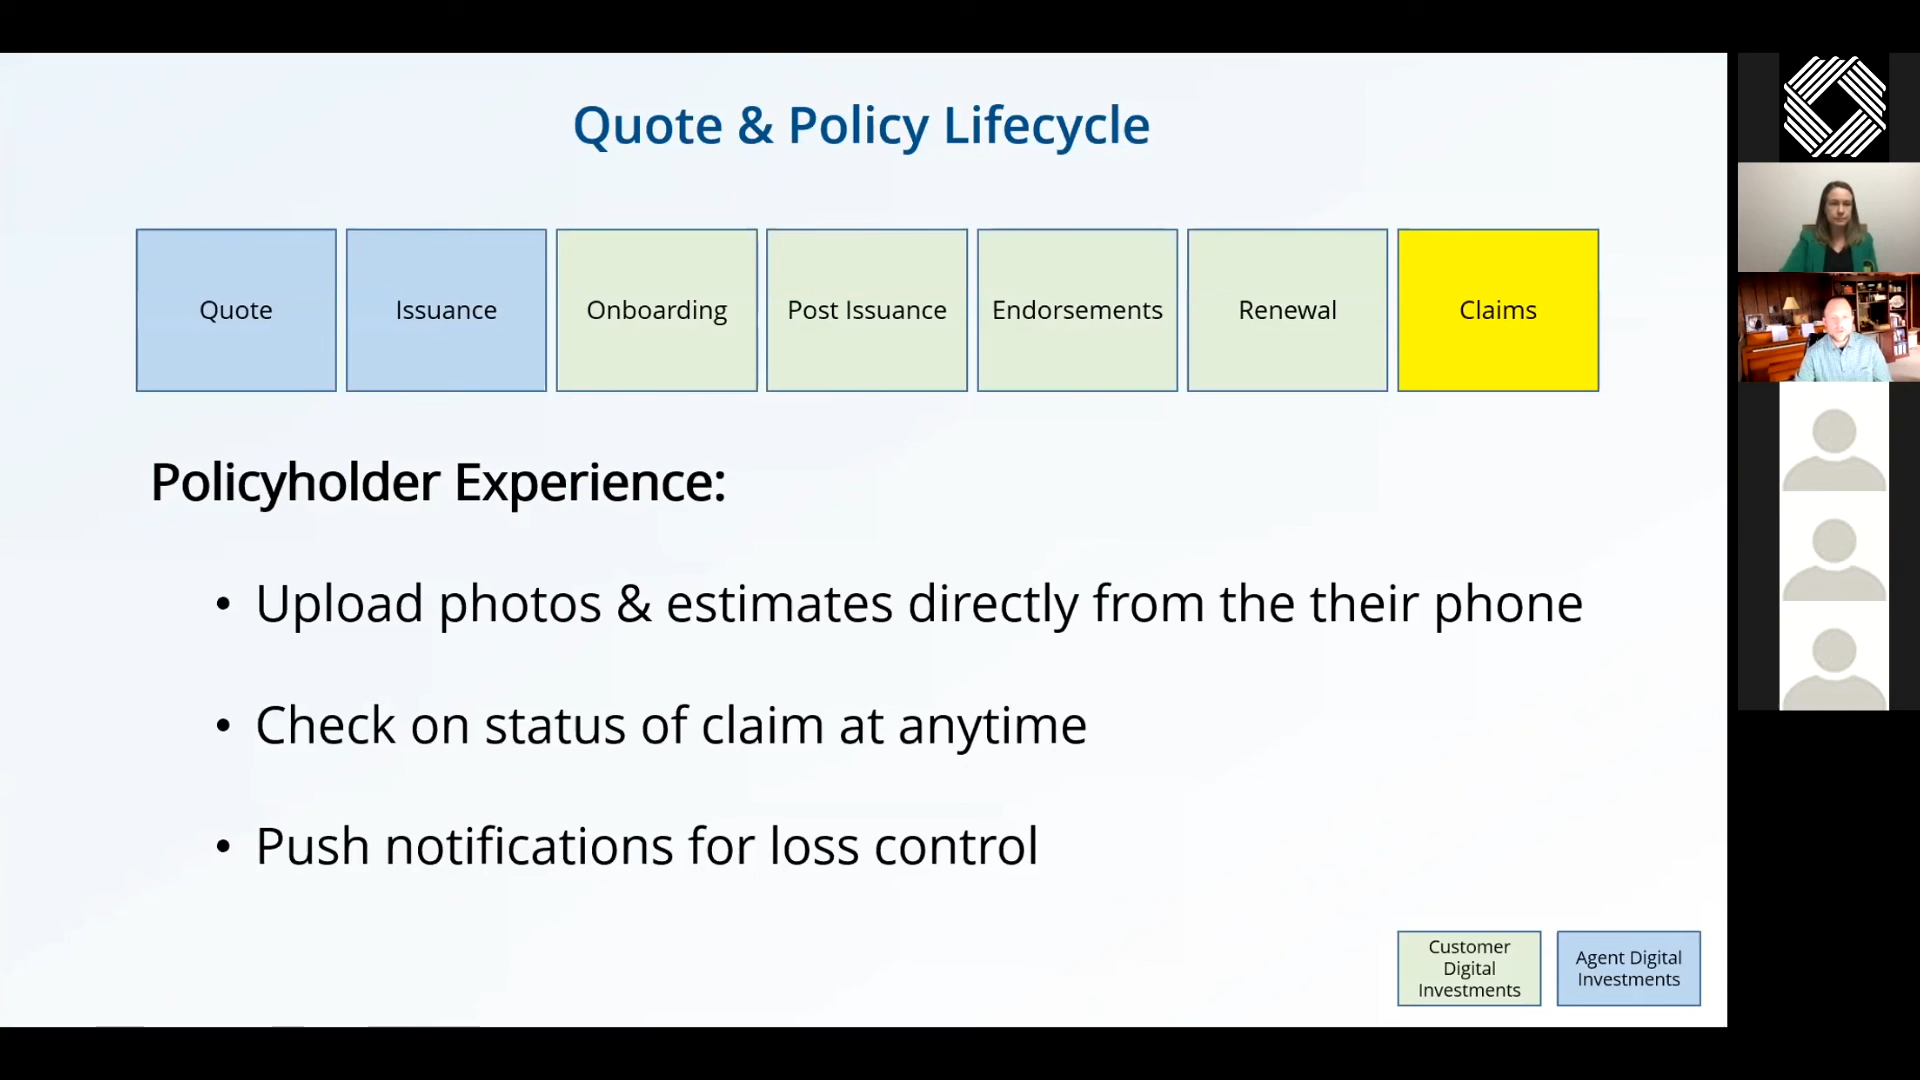 Quote & Policy Lifecycle
Quote
Issuance
Onboarding
Post Issuance
Endorsements
Renewal
Claims
Policyholder Experience:
• Upload photos & estimates directly from the their phone
• Check on status of claim at anytime
• Push notifications for loss control
Customer
Digital
Investments
Agent Digital
Investments